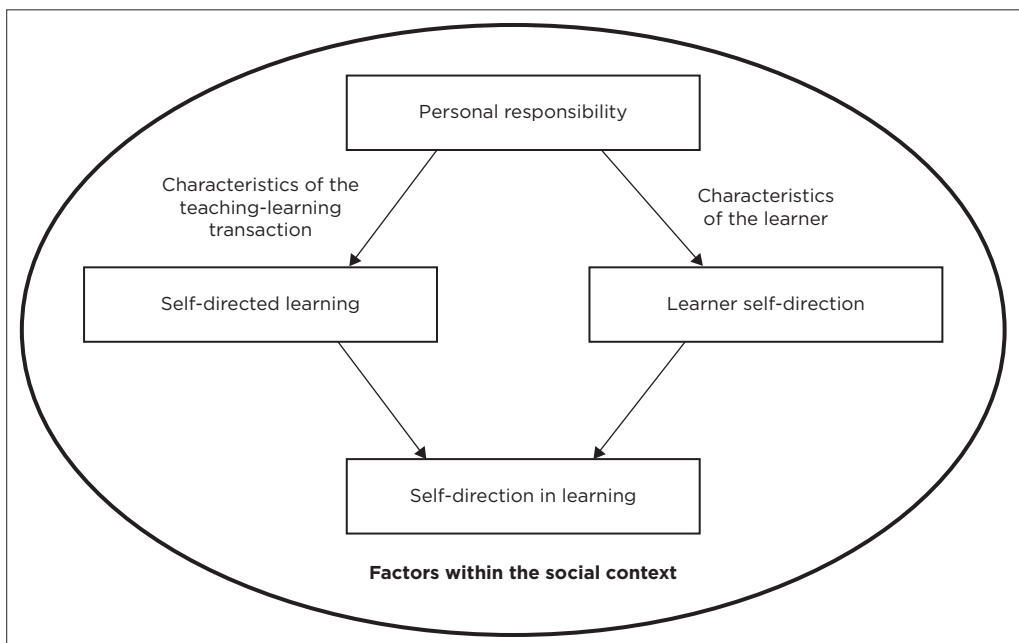 Personal responsibility
Characteristics of the
teaching-learning
transaction
Characteristics
of the learner
Self-directed learning
Learner self-direction
Self-direction in learning
Factors within the social context